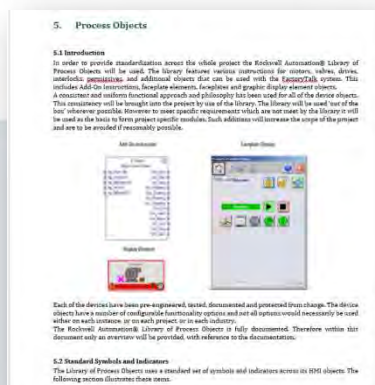 5. Process Objects
5.1 Introduction
In order to provide standardization across the whole project the Rockwell Automation® Library of
Process Objects will be used. The library features various instructions for motors, valves, drives,
interlocks, permissives, and additional objects that can be used with the FactoryTalk system. This
includes Add-On Instructions, faceplate elements, faceplates and graphic display element objects.
A consistent and uniform functional approach and philosophy has been used for all of the device objects.
This consistency will be brought into the project by use of the library. The library will be used 'out of the
box' wherever possible. However to meet specific requirements which are not meet by the library it will
be used as the basis to form project specific modules. Such additions will increase the scope of the project
and are to be avoided if reasonably possible.
Each of the devices have been pre-engineered, tested, documented and protected from change. The device
objects have a number of configurable functionality options and not all options would necessarily be used
either on each instance, or on each project, or in each industry.
The Rockwell Automation® Library of Process Objects is fully documented. Therefore within this
document only an overview will be provided, with reference to the documentation.
5.2 Standard Symbols and Indicators
The Library of Process Objects uses a standard set of symbols and indicators across its HMI objects. The
following section illustrates these items.